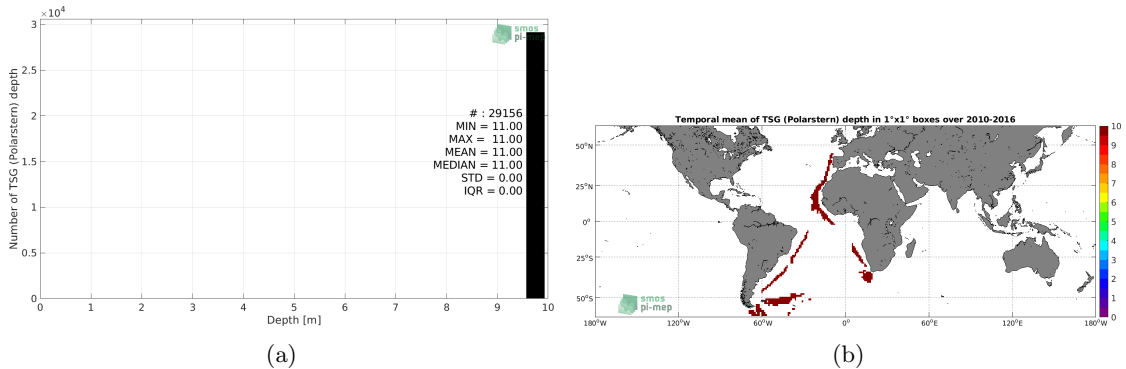 ×10⁴
3
2.5
2
1.5
1
0.5
0
Number of TSG (Polarstern) depth
smos
pi-mep
# : 29156
MIN = 11.00
MAX = 11.00
MEAN = 11.00
MEDIAN = 11.00
STD = 0.00
IQR = 0.00
0 1 2 3 4 5 6 7 8 9 10
Depth [m]
(a)
Temporal mean of TSG (Polarstern) depth in 1°x1° boxes over 2010-2016
50°N
25°N
0°
25°S
50°S
smos
pi-mep
180°W 120°W 60°W 0° 60°E 120°E 180°W
10
9
8
7
6
5
4
3
2
1
0
(b)